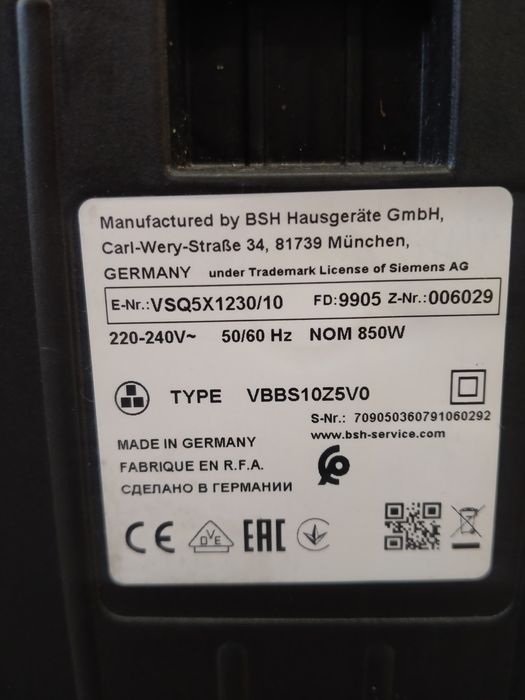 Manufactured by BSH Hausgeräte GmbH,
Carl-Wery-Straße 34, 81739 München,
GERMANY under Trademark License of Siemens AG
E-Nr.:VSQ5X1230/10 FD:9905 Z-Nr.:006029
220-240V~ 50/60 Hz NOM 850W
TYPE VBBS10Z5V0
S-Nr.: 709050360791060292
www.bsh-service.com
MADE IN GERMANY
FABRIQUE EN R.F.A.
СДЕЛАНО В ГЕРМАНИИ
CE DVE EAC